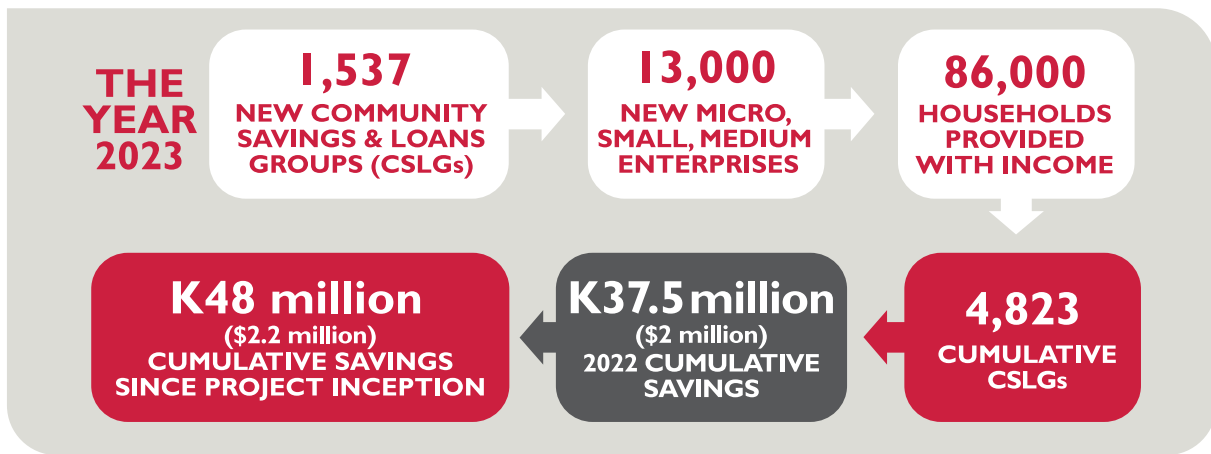 THE
YEAR
2023
1,537
NEW COMMUNITY
SAVINGS & LOANS
GROUPS (CSLGs)
13,000
NEW MICRO,
SMALL, MEDIUM
ENTERPRISES
86,000
HOUSEHOLDS
PROVIDED
WITH INCOME
4,823
CUMULATIVE
CSLGs
K37.5 million
($2 million)
2022 CUMULATIVE
SAVINGS
K48 million
($2.2 million)
CUMULATIVE SAVINGS
SINCE PROJECT INCEPTION